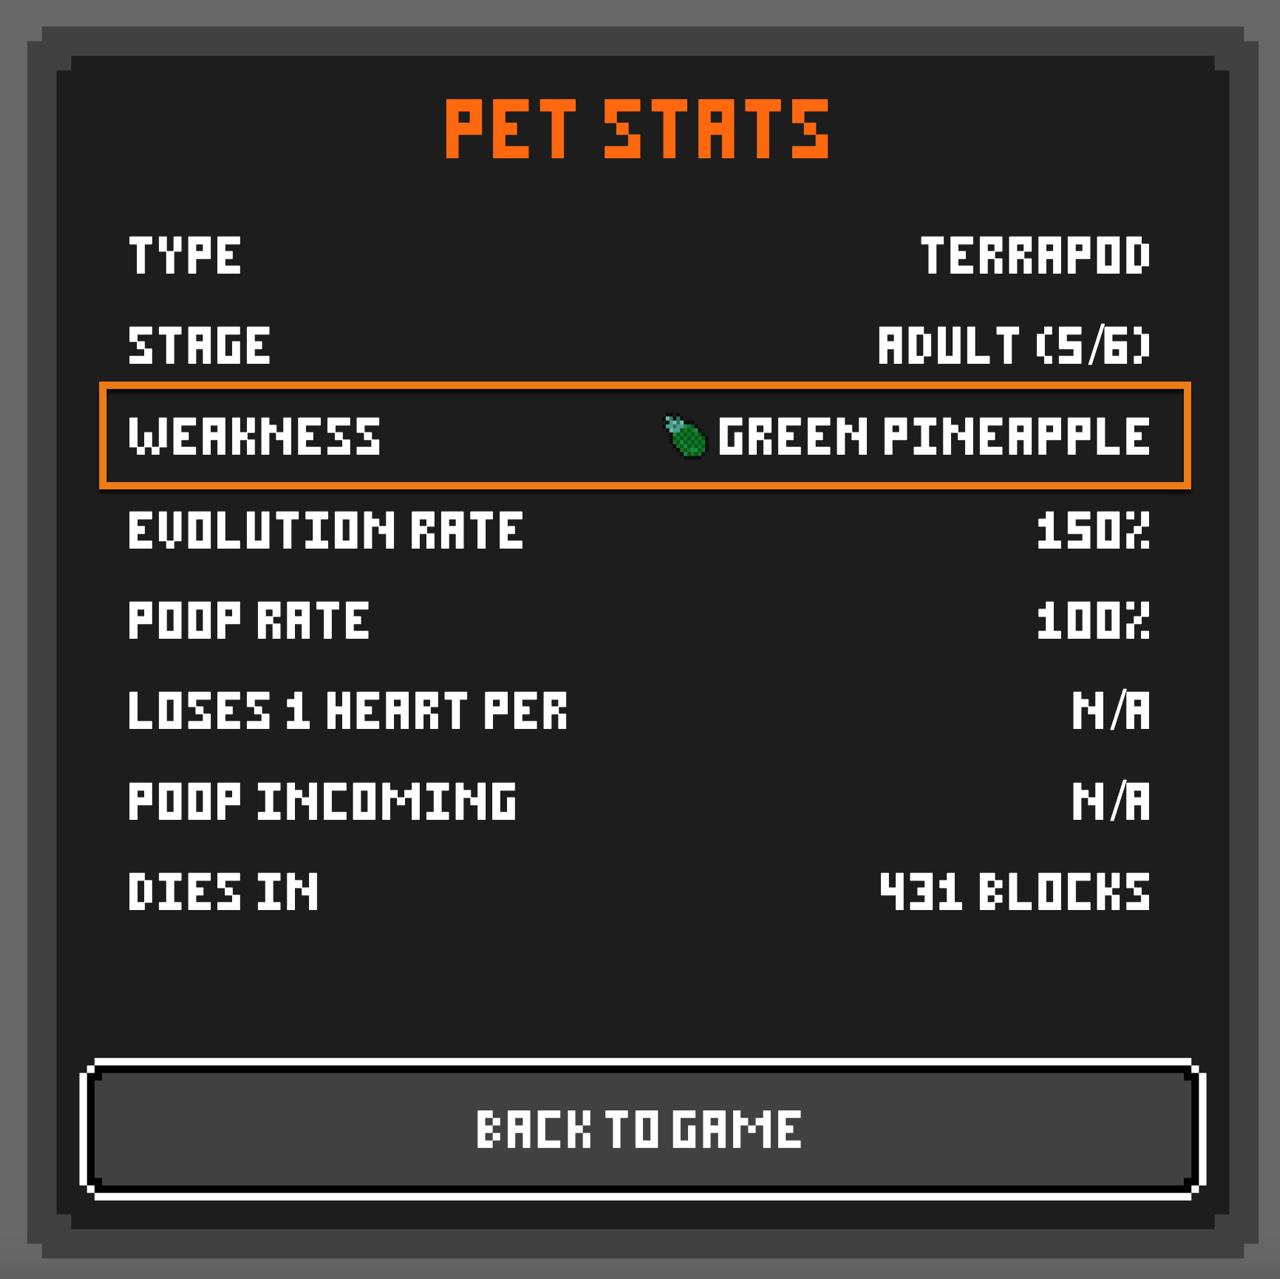 PET STATS
TYPE TERRAPOD
STAGE ADULT (5/6)
WEAKNESS GREEN PINEAPPLE
EVOLUTION RATE 150%
POOP RATE 100%
LOSES 1 HEART PER N/A
POOP INCOMING N/A
DIES IN 431 BLOCKS
BACK TO GAME